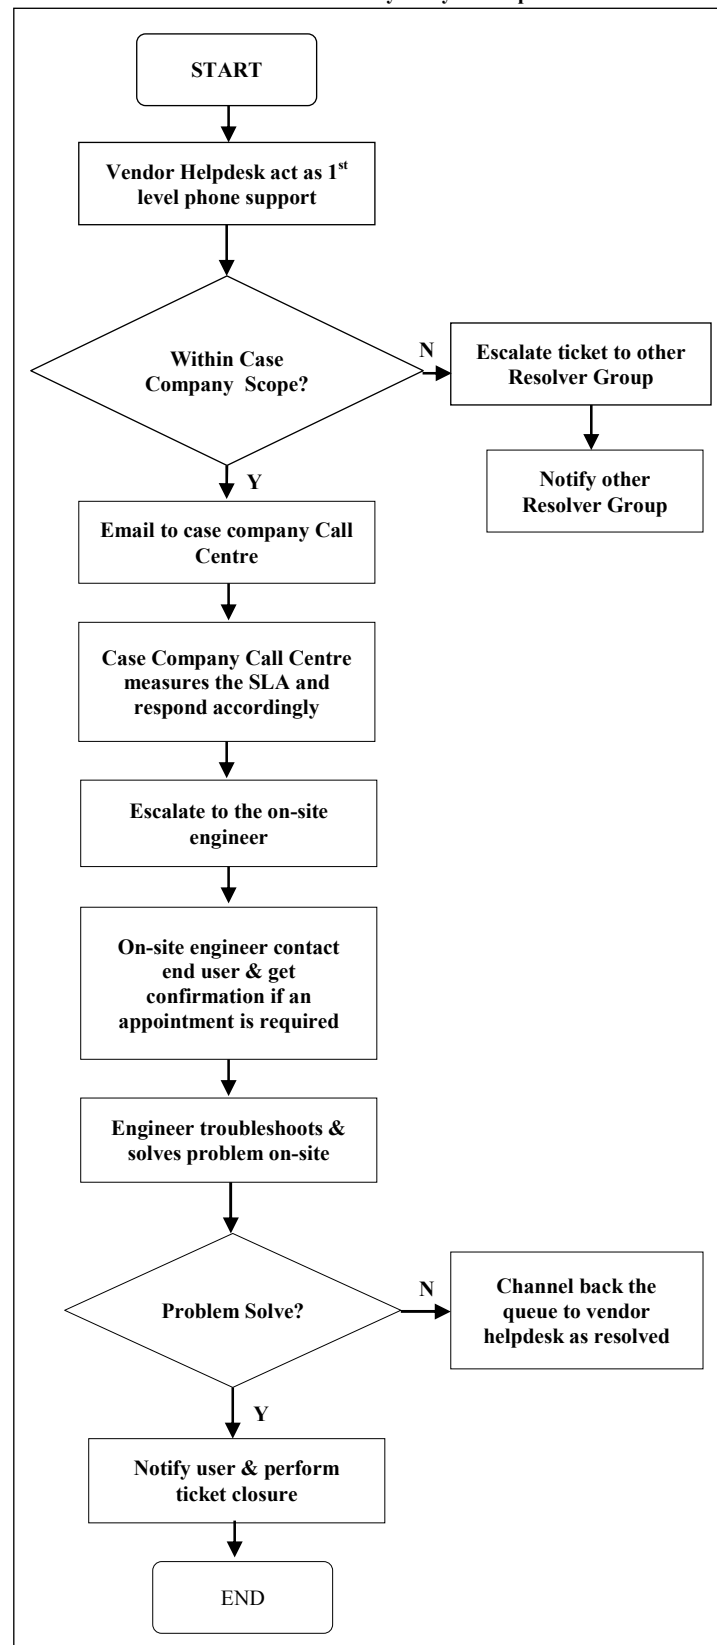 START
Vendor Helpdesk act as 1st
level phone support
Within Case
Company Scope?
N
Escalate ticket to other
Resolver Group
Notify other
Resolver Group
Y
Email to case company Call
Centre
Case Company Call Centre
measures the SLA and
respond accordingly
Escalate to the on-site
engineer
On-site engineer contact
end user & get
confirmation if an
appointment is required
Engineer troubleshoots &
solves problem on-site
Problem Solve?
N
Channel back the
queue to vendor
helpdesk as resolved
Y
Notify user & perform
ticket closure
END